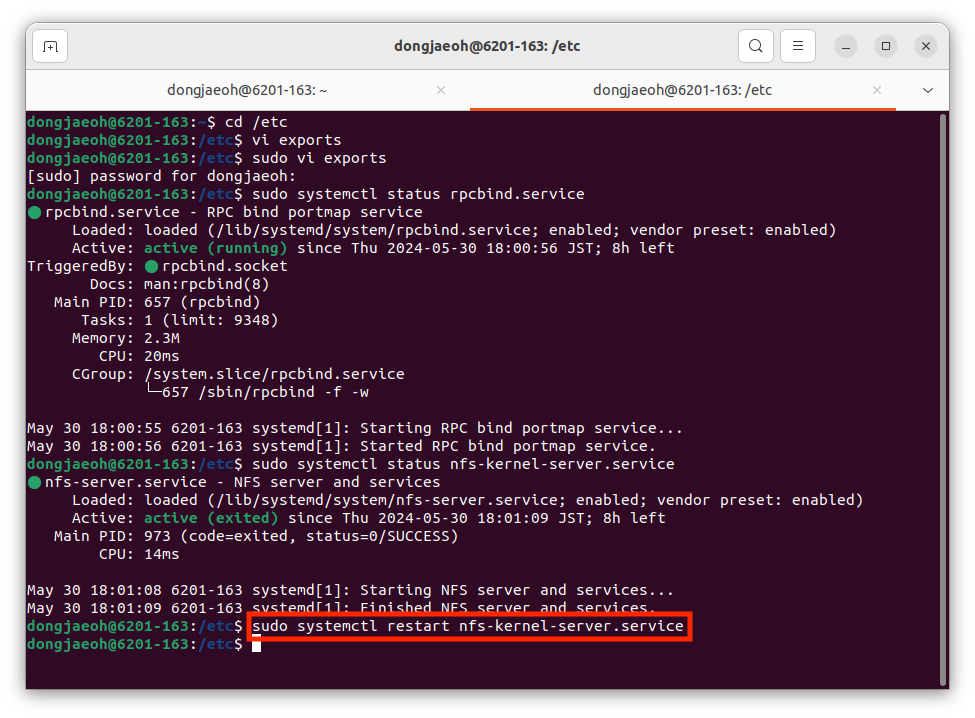 dongjaeoh@6201-163: /etc
dongjaeoh@6201-163: ~
dongjaeoh@6201-163: /etc
dongjaeoh@6201-163:~$ cd /etc
dongjaeoh@6201-163:/etc$ vi exports
dongjaeoh@6201-163:/etc$ sudo vi exports
[sudo] password for dongjaeoh:
dongjaeoh@6201-163:/etc$ sudo systemctl status rpcbind.service
rpcbind.service - RPC bind portmap service
Loaded: loaded (/lib/systemd/system/rpcbind.service; enabled; vendor preset: enabled)
Active: active (running) since Thu 2024-05-30 18:00:56 JST; 8h left
TriggeredBy: ● rpcbind.socket
Docs: man:rpcbind(8)
Main PID: 657 (rpcbind)
Tasks: 1 (limit: 9348)
Memory: 2.3M
CPU: 20ms
CGroup: /system.slice/rpcbind.service
└─657 /sbin/rpcbind -f -w
May 30 18:00:55 6201-163 systemd[1]: Starting RPC bind portmap service...
May 30 18:00:56 6201-163 systemd[1]: Started RPC bind portmap service.
dongjaeoh@6201-163:/etc$ sudo systemctl status nfs-kernel-server.service
nfs-server.service - NFS server and services
Loaded: loaded (/lib/systemd/system/nfs-server.service; enabled; vendor preset: enabled)
Active: active (exited) since Thu 2024-05-30 18:01:09 JST; 8h left
Main PID: 973 (code=exited, status=0/SUCCESS)
CPU: 14ms
May 30 18:01:08 6201-163 systemd[1]: Starting NFS server and services...
May 30 18:01:09 6201-163 systemd[1]: Finished NFS server and services.
dongjaeoh@6201-163:/etc$ sudo systemctl restart nfs-kernel-server.service
dongjaeoh@6201-163:/etc$